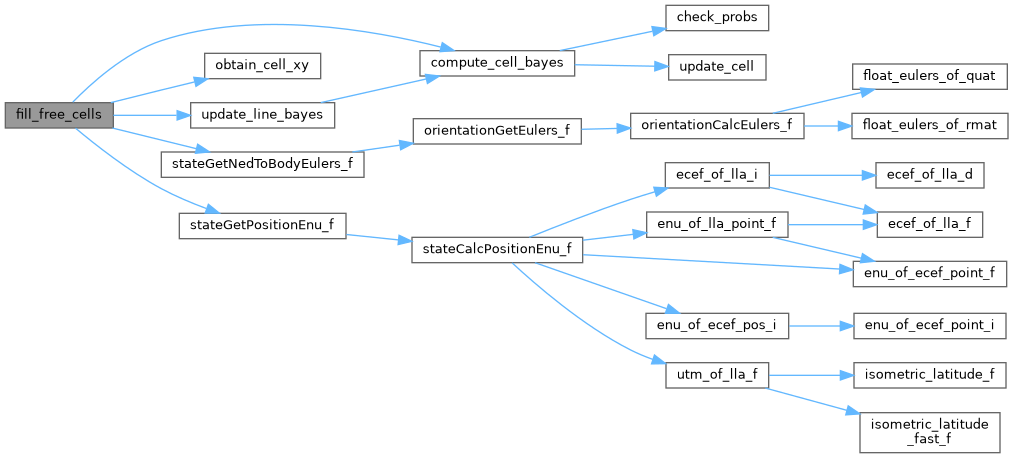 check_probs
obtain_cell_xy
compute_cell_bayes
update_cell
float_eulers_of_quat
fill_free_cells
update_line_bayes
orientationGetEulers_f
orientationCalcEulers_f
float_eulers_of_rmat
stateGetNedToBodyEulers_f
ecef_of_lla_i
ecef_of_lla_d
stateGetPositionEnu_f
enu_of_lla_point_f
ecef_of_lla_f
stateCalcPositionEnu_f
enu_of_ecef_point_f
enu_of_ecef_pos_i
enu_of_ecef_point_i
utm_of_lla_f
isometric_latitude_f
isometric_latitude
_fast_f